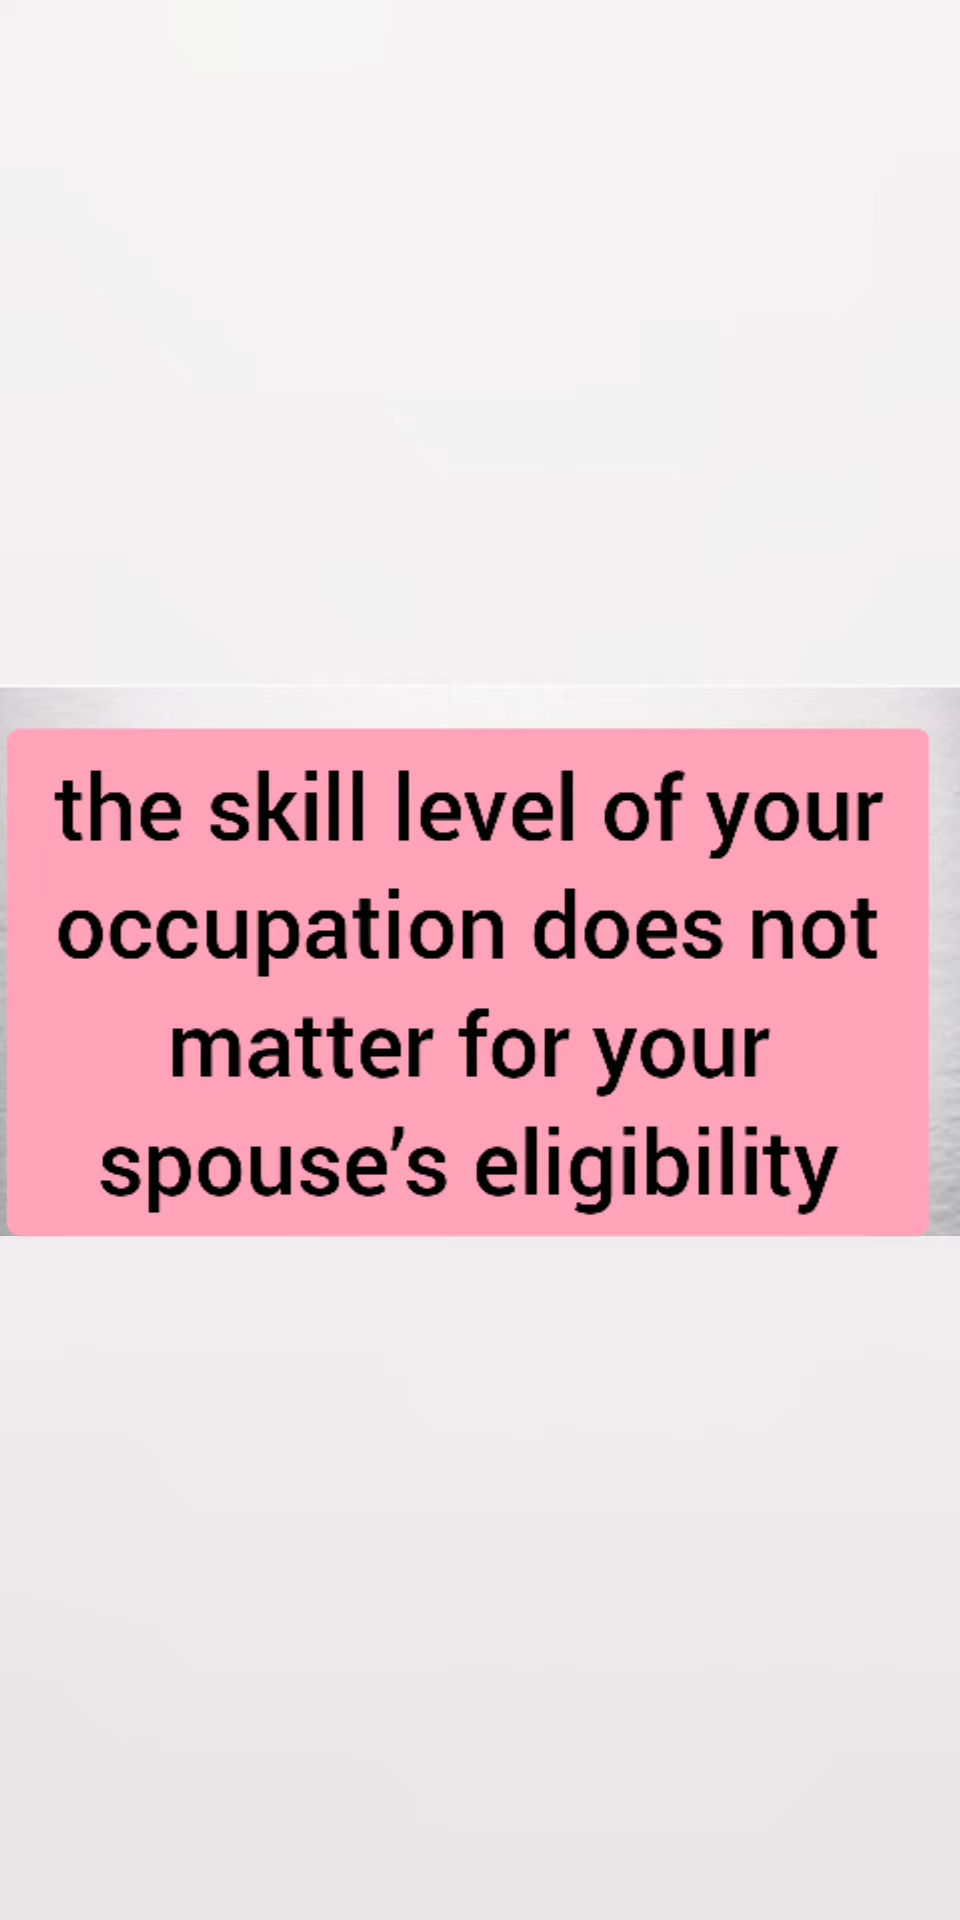 the skill level of your
occupation does not
matter for your
spouse’s eligibility